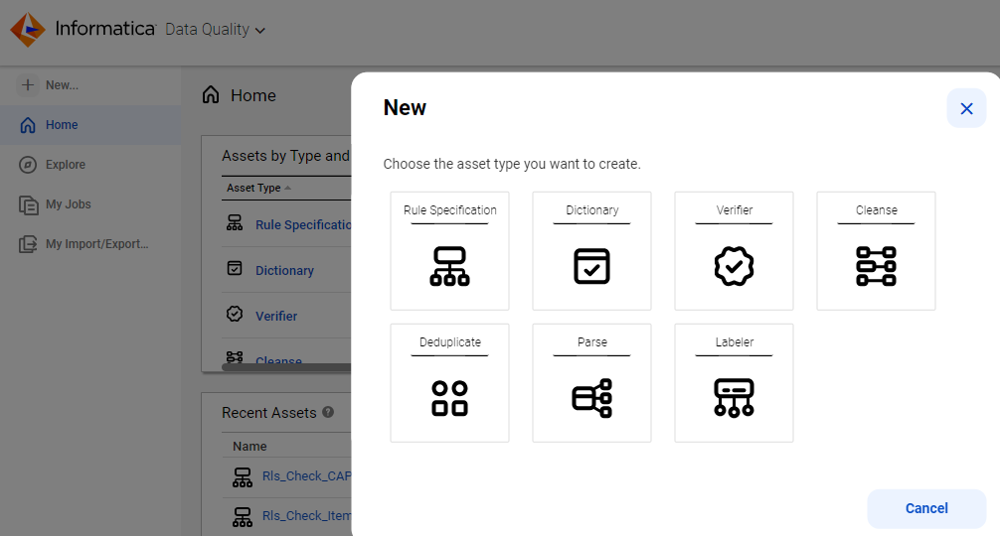 Informatica Data Quality
New...
Home
Explore
My Jobs
My Import/Export...
Home
Assets by Type and
Asset Type
Rule Specificatio
Dictionary
Verifier
Cleanse
Recent Assets
Name
Rls_Check_CAP
Rls_Check_Item
New
Choose the asset type you want to create.
Rule Specification
Dictionary
Verifier
Cleanse
Deduplicate
Parse
Labeler
Cancel